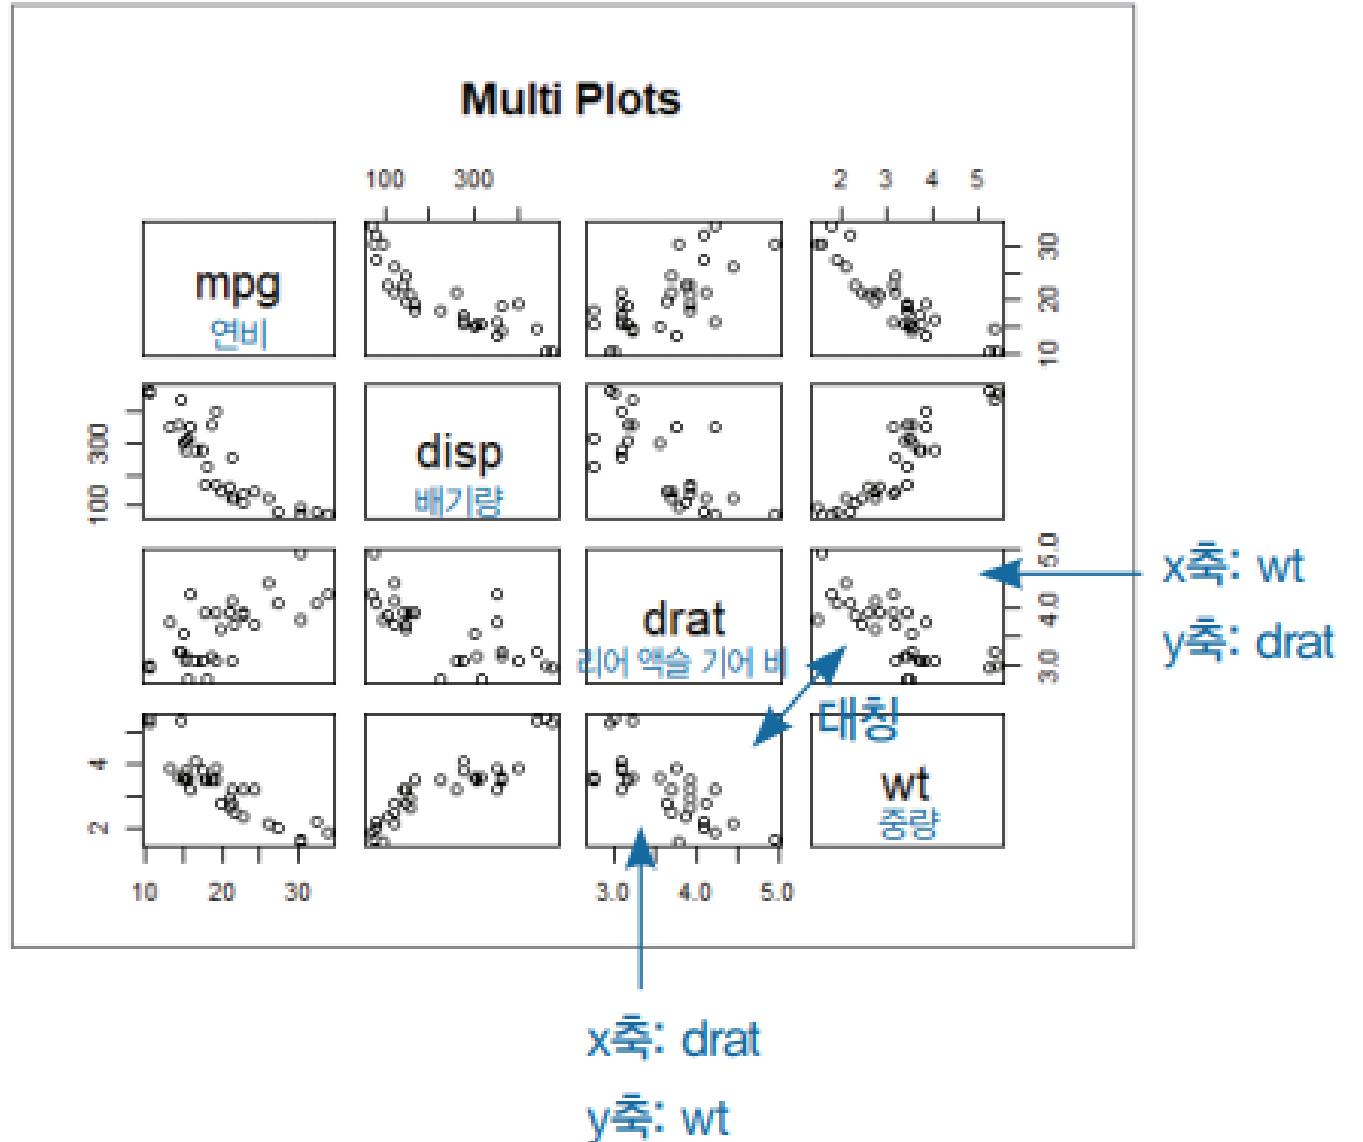 Multi Plots
100 300 2 3 4 5
mpg
연비
30
20
10
disp
배기량
300
100
drat
리어 액슬 기어 비
5.0
4.0
3.0
x축: wt
y축: drat
대칭
wt
중량
4
2
10 20 30 3.0 4.0 5.0
x축: drat
y축: wt